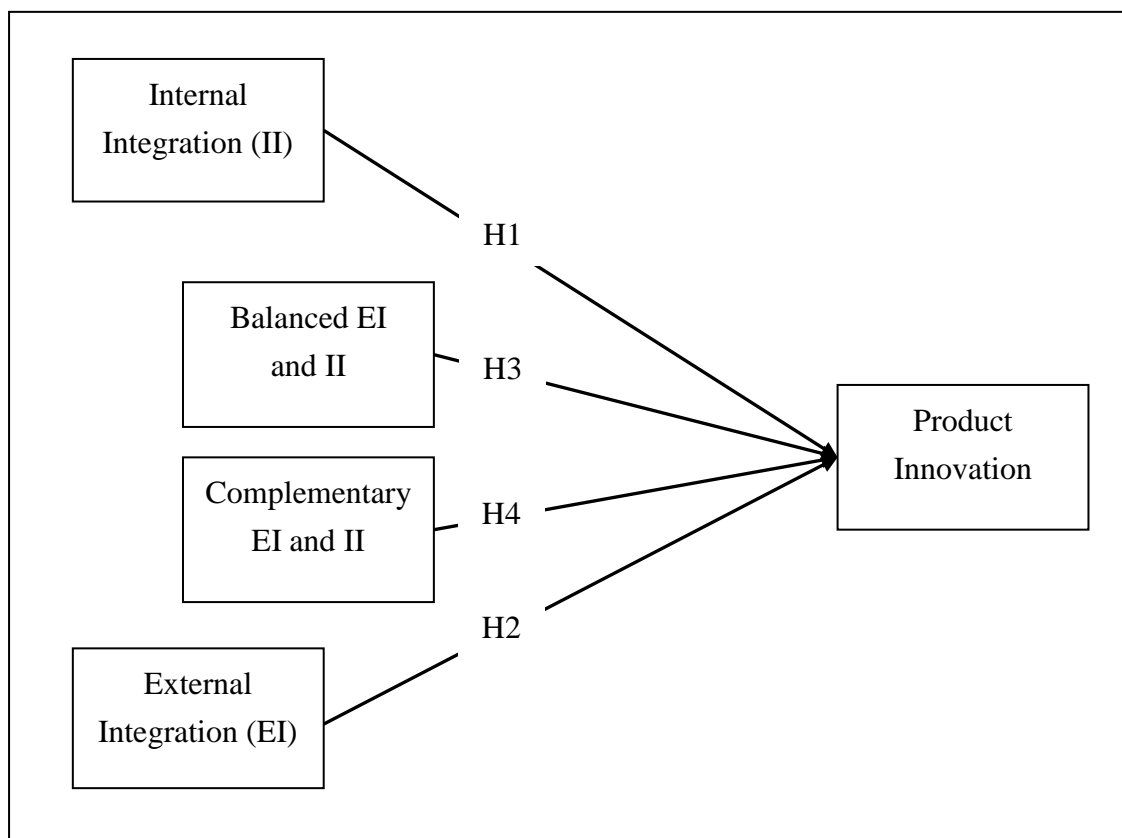 Internal
Integration (II)
H1
Balanced EI
and II
H3
Product
Innovation
Complementary
EI and II
H4
H2
External
Integration (EI)